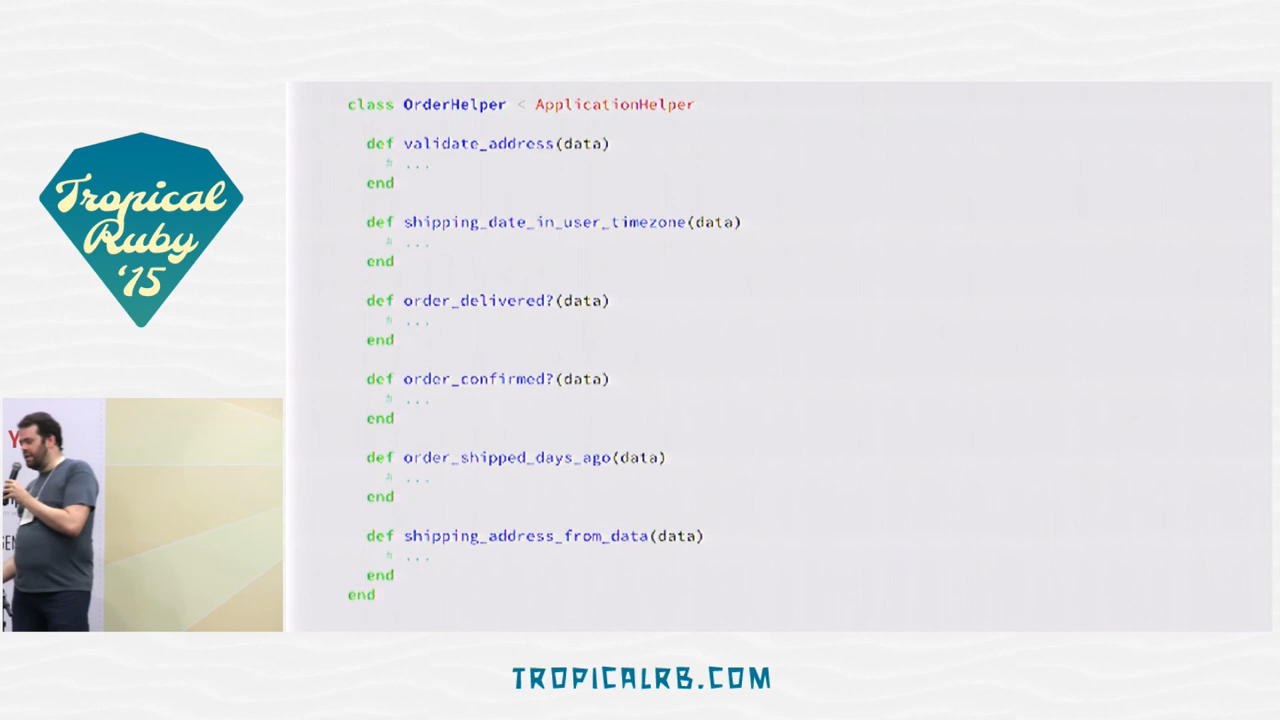 Tropical
Ruby
'15
class OrderHelper < ApplicationHelper
def validate_address(data)
# ...
end
def shipping_date_in_user_timezone(data)
# ...
end
def order_delivered?(data)
# ...
end
def order_confirmed?(data)
# ...
end
def order_shipped_days_ago(data)
# ...
end
def shipping_address_from_data(data)
# ...
end
end
TROPICALRB.COM